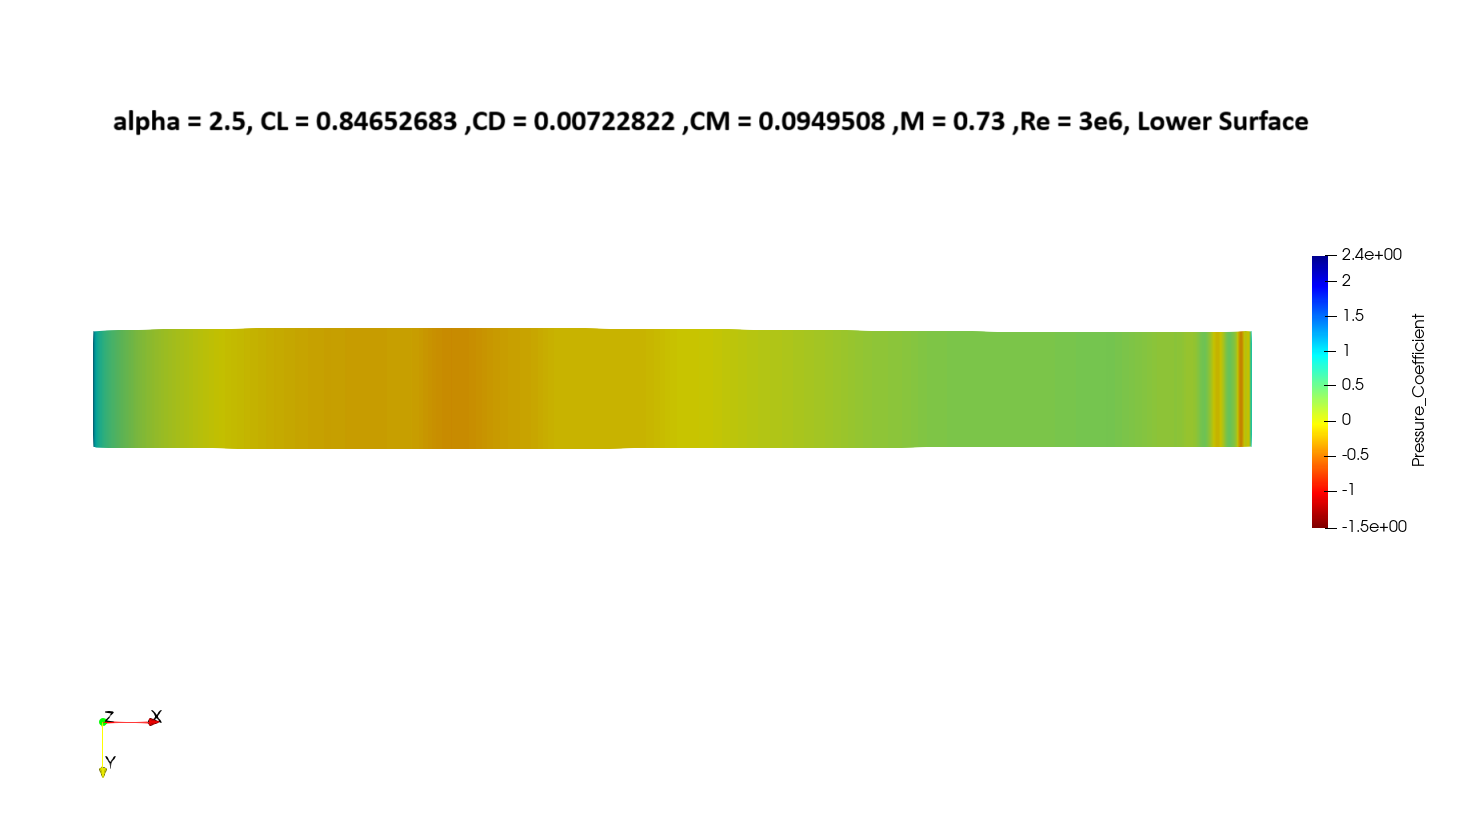 alpha = 2.5, CL = 0.84652683 ,CD = 0.00722822 ,CM = 0.0949508 ,M = 0.73 ,Re = 3e6, Lower Surface
2.4e+00
2
1.5
1
0.5
0
-0.5
-1
-1.5e+00
Pressure_Coefficient
Z
X
Y